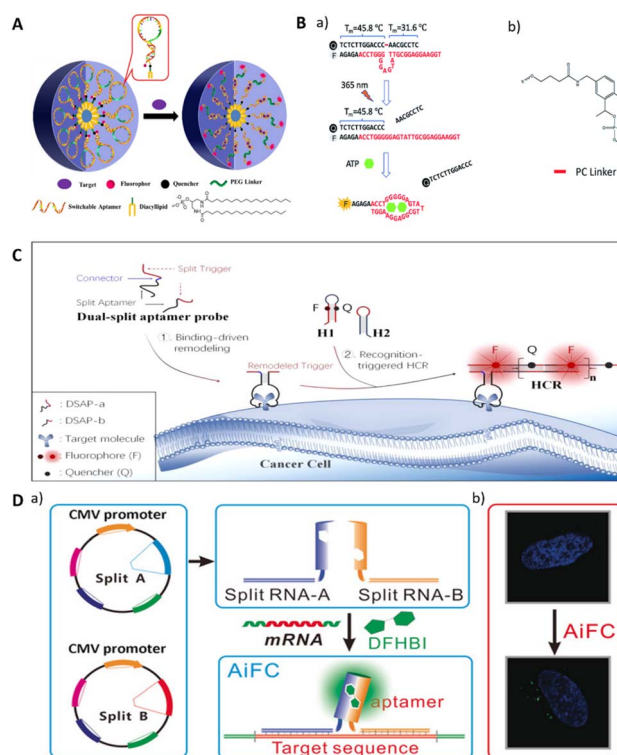 A
Target
Target
Fluorophor
Quencher
PEG Linker
Switchable Aptamer
Diacyllipid
B
a)
Tm=45.8 °C
Tm=31.6 °C
Q
TCTCTTGGACCC-AACGCCTC
F
AGAGAACCTGGG
TTGCGGAGGAAGGT
365 nm
Tm=45.8 °C
AACGCCTC
Q
TCTCTTGGACCC
F
AGAGAACCTGGGGGAGTATTGCGGAGGAAGGT
ATP
QTCTCTTGGACCC
F
AGAGAACCT
b)
PC Linker
C
Split Trigger
Connector
Split Aptamer
Dual-split aptamer probe
1. Binding-driven
remodeling
F
Q
H1
H2
2. Recognition-
triggered HCR
Remodeled Trigger
F
Q
F
HCR
n
: DSAP-a
: DSAP-b
: Target molecule
: Fluorophore (F)
: Quencher (Q)
Cancer Cell
D
a)
CMV promoter
Split A
CMV promoter
Split B
Split RNA-A
Split RNA-B
mRNA
DFHBI
AiFC
aptamer
Target sequence
b)
AiFC